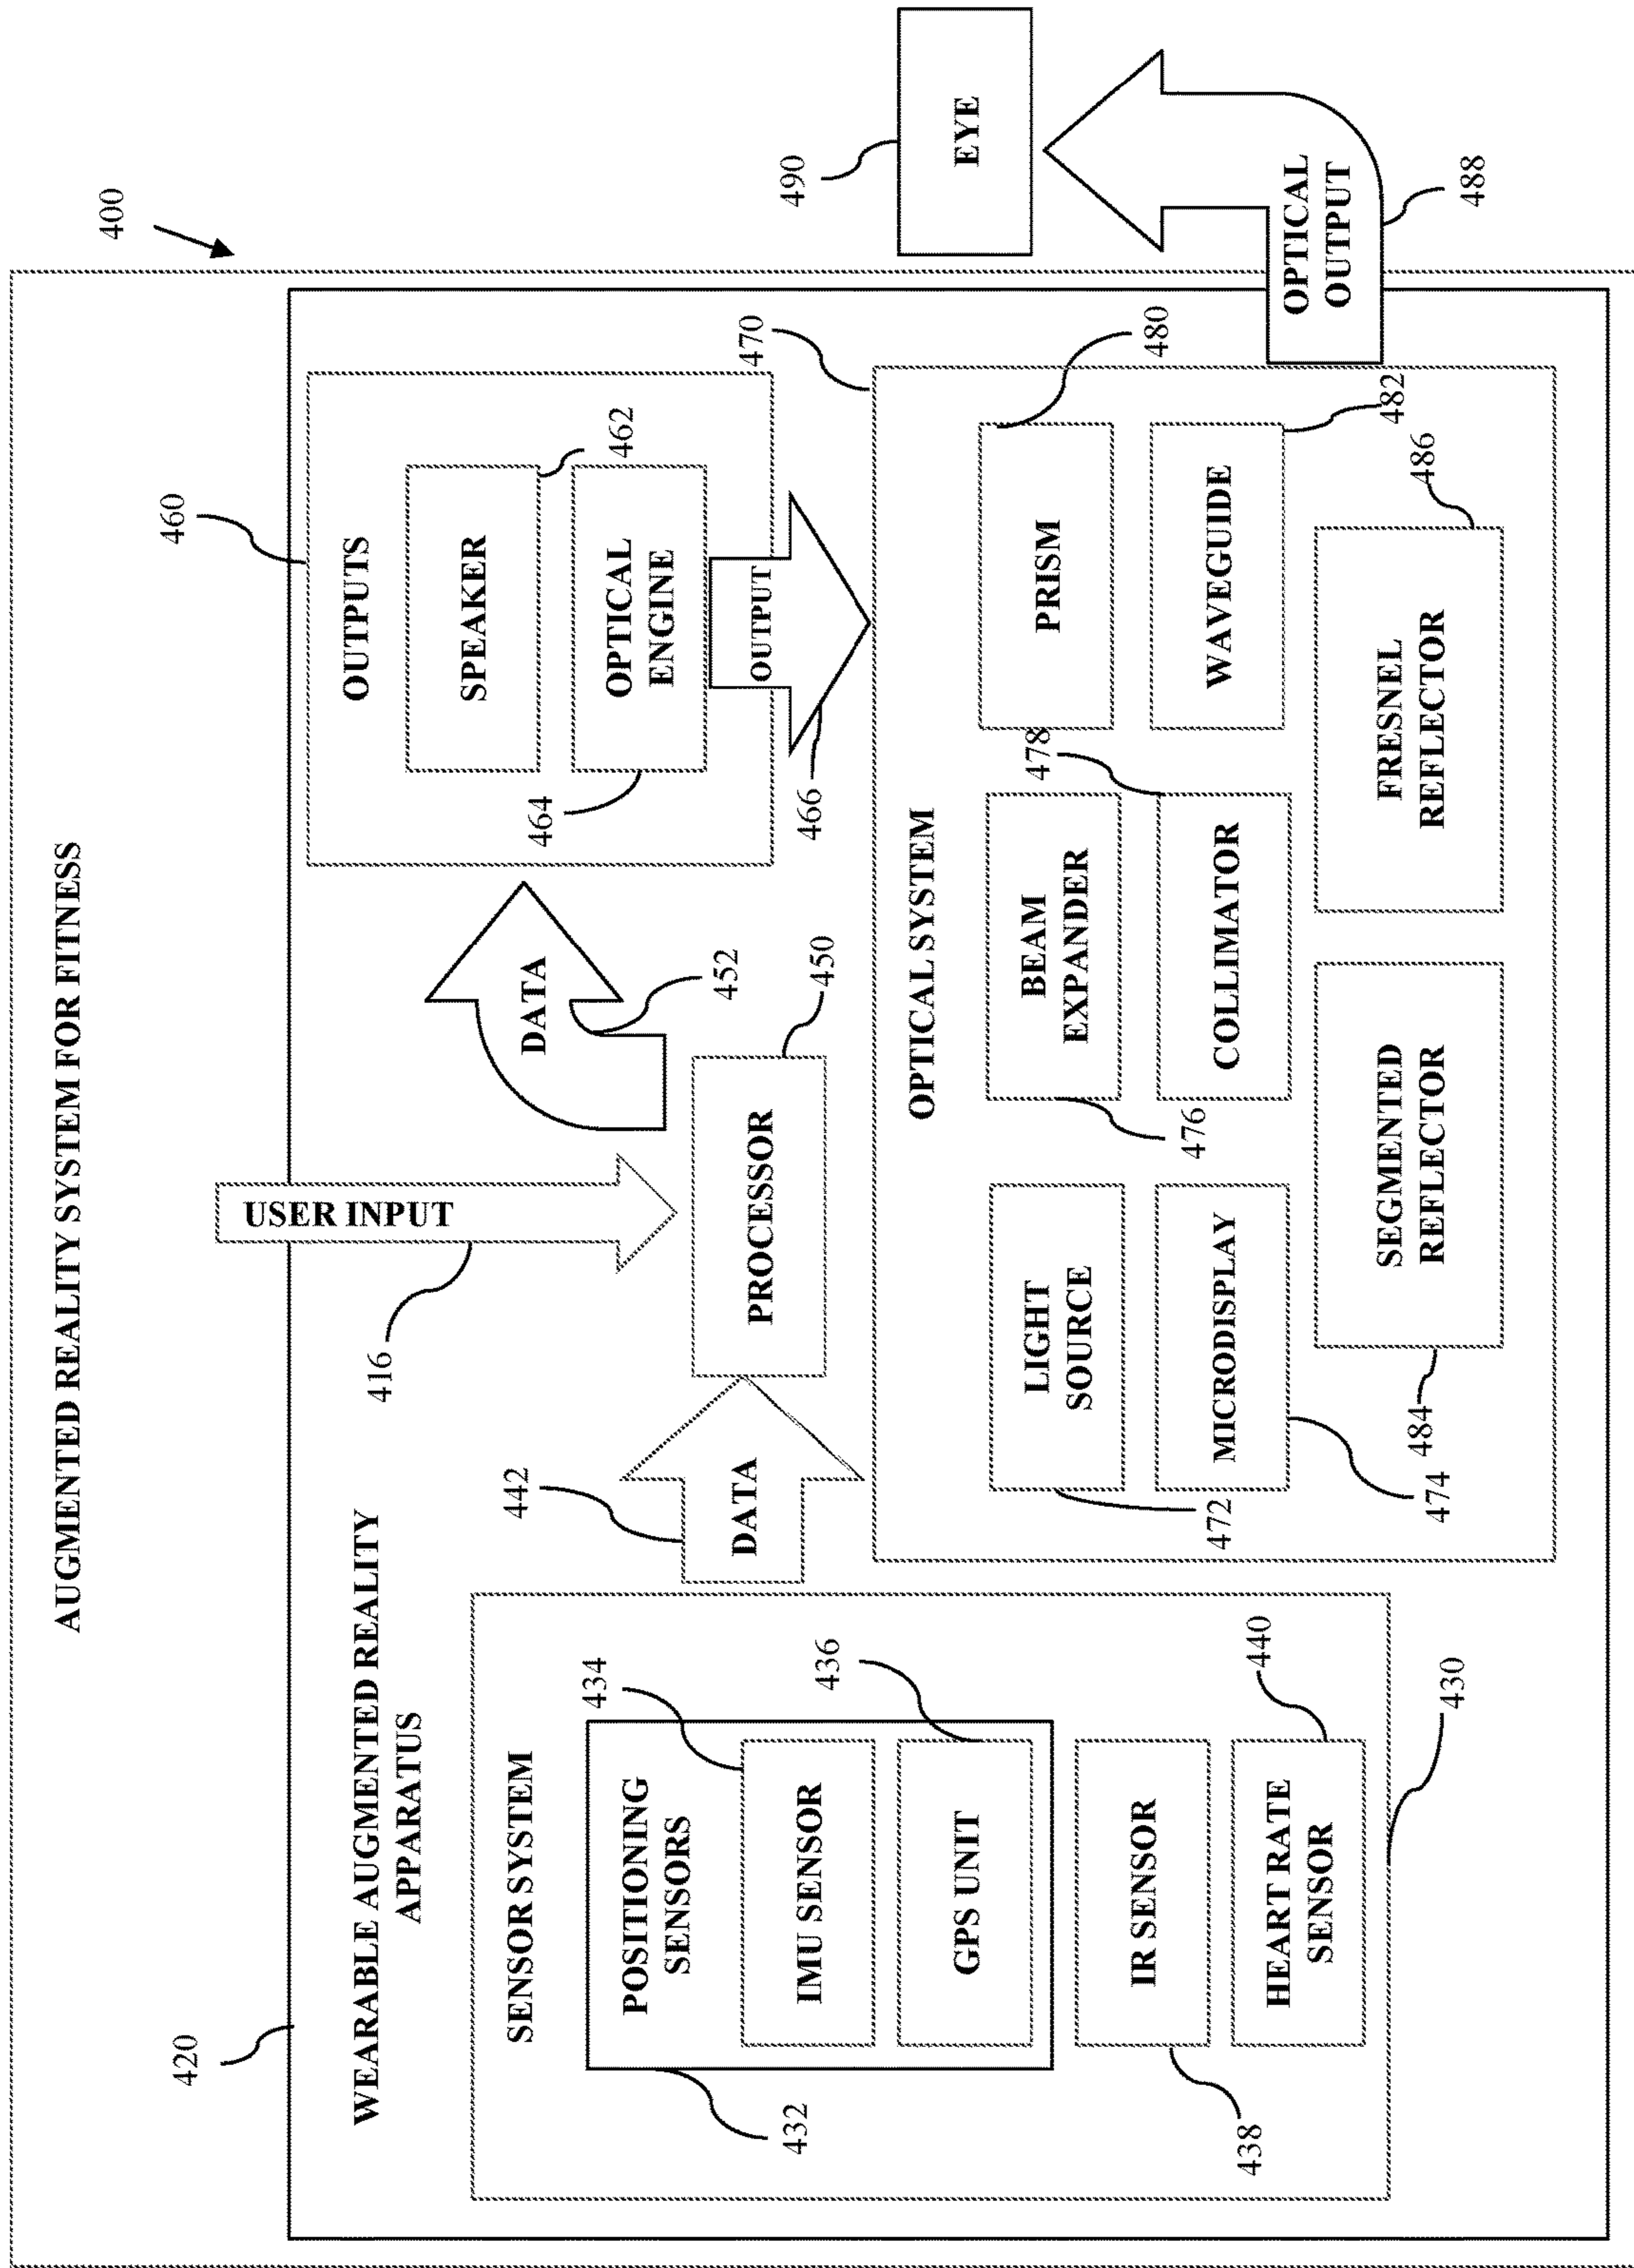 AUGMENTED REALITY SYSTEM FOR FITNESS
400
420
WEARABLE AUGMENTED REALITY
APPARATUS
SENSOR SYSTEM
POSITIONING
SENSORS
432
434
IMU SENSOR
436
GPS UNIT
IR SENSOR
438
HEART RATE
SENSOR
440
430
442
DATA
416
USER INPUT
PROCESSOR
450
DATA
452
460
OUTPUTS
SPEAKER
462
OPTICAL
ENGINE
464
OUTPUT
466
470
OPTICAL SYSTEM
LIGHT
SOURCE
472
MICRODISPLAY
474
BEAM
EXPANDER
476
COLLIMATOR
478
PRISM
480
WAVEGUIDE
482
SEGMENTED
REFLECTOR
484
FRESNEL
REFLECTOR
486
OPTICAL
OUTPUT
488
490
EYE